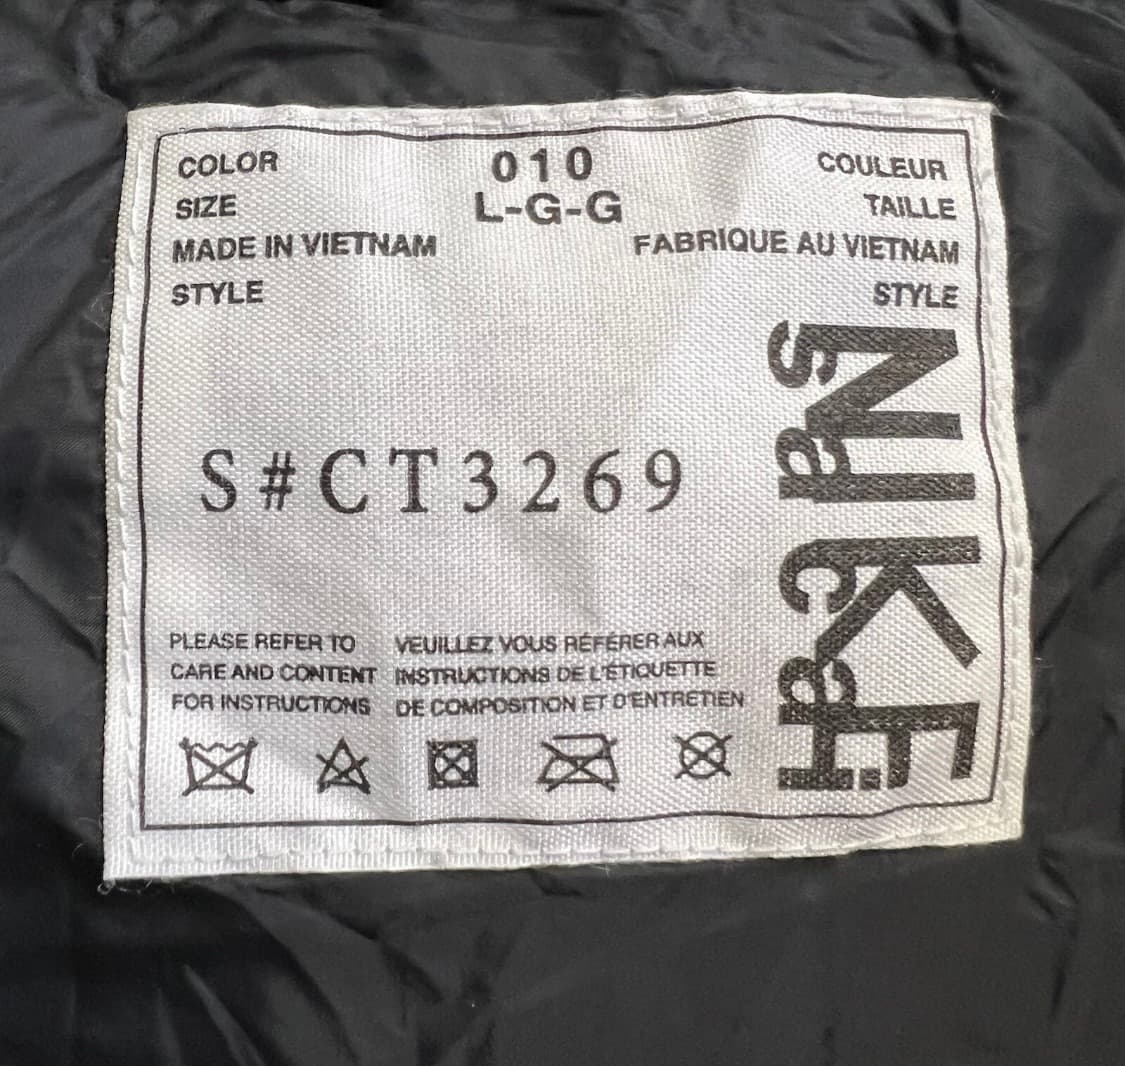 COLOR 010 COULEUR
SIZE L-G-G TAILLE
MADE IN VIETNAM FABRIQUE AU VIETNAM
STYLE STYLE
S#CT3269
PLEASE REFER TO
CARE AND CONTENT
FOR INSTRUCTIONS
VEUILLEZ VOUS RÉFÉRER AUX
INSTRUCTIONS DE L'ÉTIQUETTE
DE COMPOSITION ET D'ENTRETIEN
NIKE
sacai